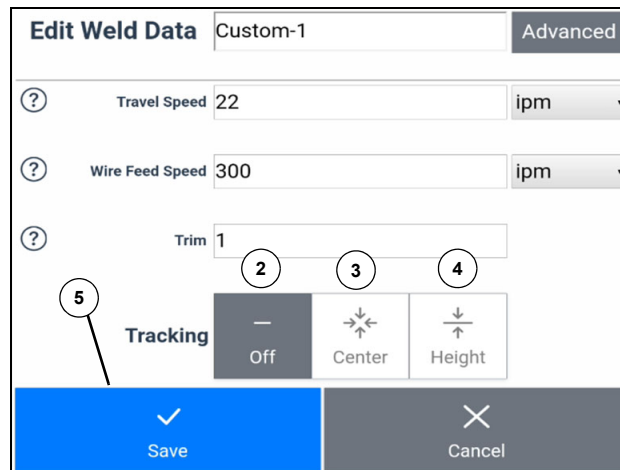 Edit Weld Data Custom-1 Advanced
? Travel Speed 22 ipm
? Wire Feed Speed 300 ipm
? Trim 1
2 3 4
5
Tracking
Off Center Height
Save Cancel